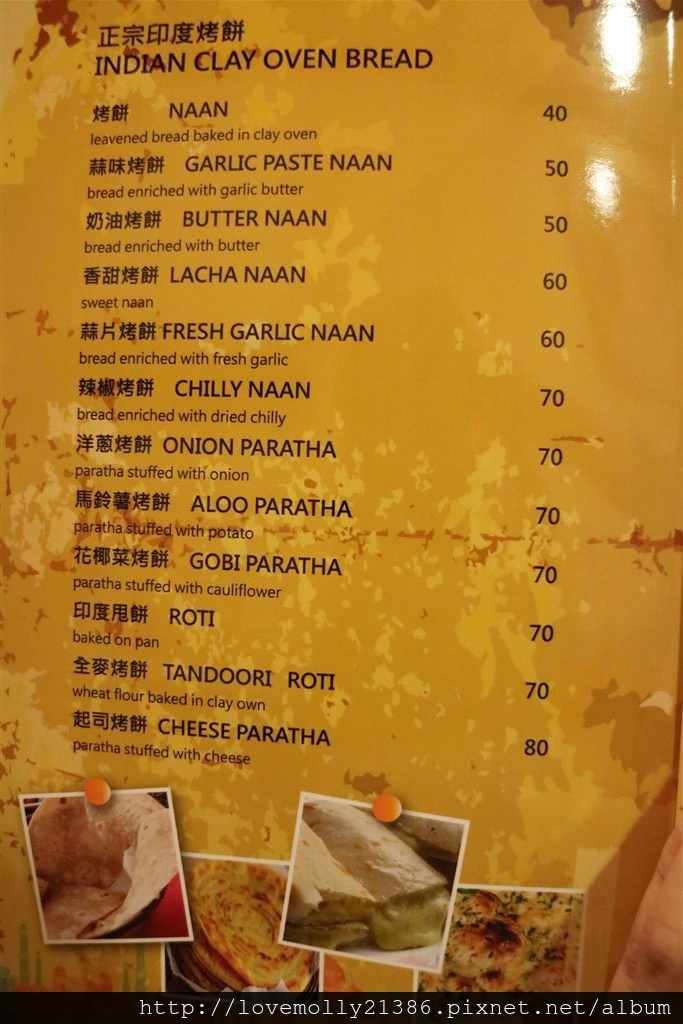 正宗印度烤餅
INDIAN CLAY OVEN BREAD
烤餅 NAAN 40
leavened bread baked in clay oven
蒜味烤餅 GARLIC PASTE NAAN 50
bread enriched with garlic butter
奶油烤餅 BUTTER NAAN 50
bread enriched with butter
香甜烤餅 LACHA NAAN 60
sweet naan
蒜片烤餅 FRESH GARLIC NAAN 60
bread enriched with fresh garlic
辣椒烤餅 CHILLY NAAN 70
bread enriched with dried chilly
洋蔥烤餅 ONION PARATHA 70
paratha stuffed with onion
馬鈴薯烤餅 ALOO PARATHA 70
paratha stuffed with potato
花椰菜烤餅 GOBI PARATHA 70
paratha stuffed with cauliflower
印度甩餅 ROTI 70
baked on pan
全麥烤餅 TANDOORI ROTI 70
wheat flour baked in clay own
起司烤餅 CHEESE PARATHA 80
paratha stuffed with cheese
http://lovemolly21386.pixnet.net/album